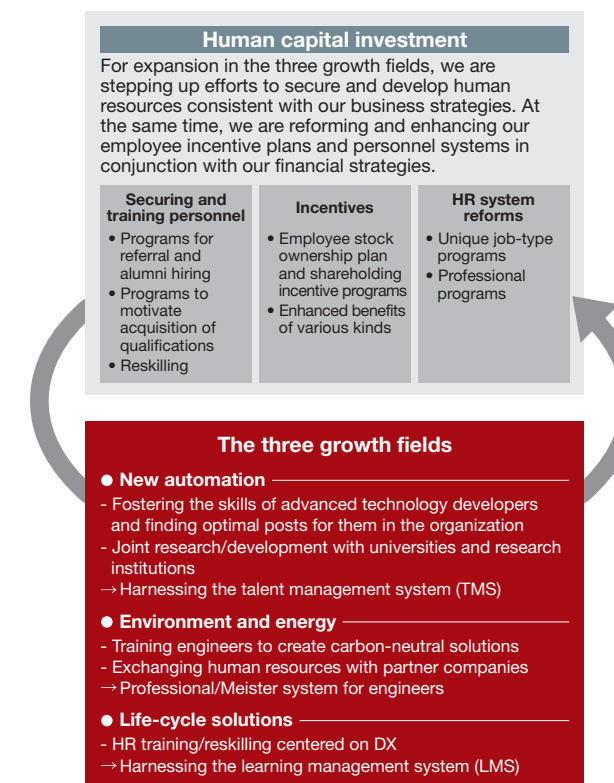 Human capital investment
For expansion in the three growth fields, we are
stepping up efforts to secure and develop human
resources consistent with our business strategies. At
the same time, we are reforming and enhancing our
employee incentive plans and personnel systems in
conjunction with our financial strategies.
Securing and
training personnel
• Programs for
referral and
alumni hiring
• Programs to
motivate
acquisition of
qualifications
• Reskilling
Incentives
• Employee stock
ownership plan
and shareholding
incentive programs
• Enhanced benefits
of various kinds
HR system
reforms
• Unique job-type
programs
• Professional
programs
The three growth fields
● New automation
- Fostering the skills of advanced technology developers
and finding optimal posts for them in the organization
- Joint research/development with universities and research
institutions
→Harnessing the talent management system (TMS)
● Environment and energy
- Training engineers to create carbon-neutral solutions
- Exchanging human resources with partner companies
→Professional/Meister system for engineers
● Life-cycle solutions
- HR training/reskilling centered on DX
→Harnessing the learning management system (LMS)